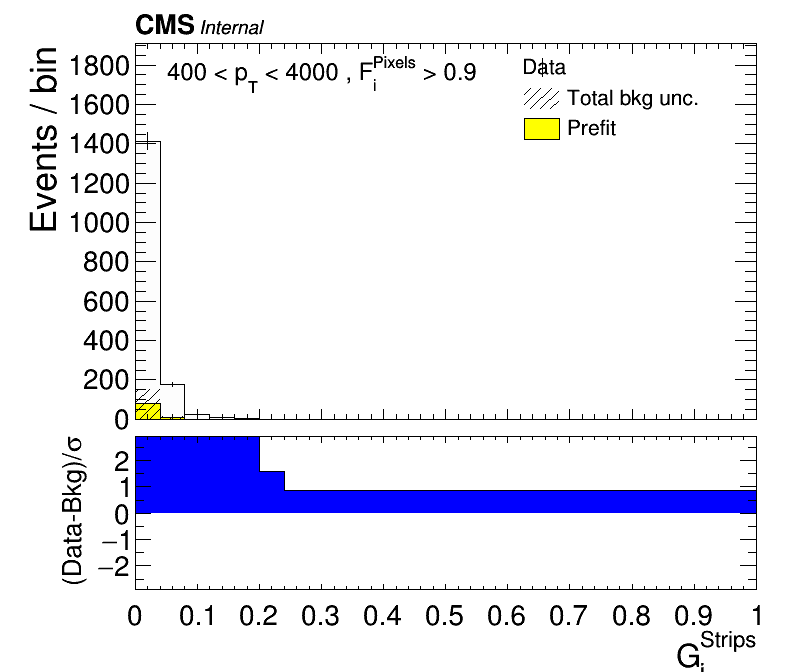 CMS Internal
400 < p_T < 4000 , F_i^Pixels > 0.9
Data
Total bkg unc.
Prefit
Events / bin
1800
1600
1400
1200
1000
800
600
400
200
0
(Data-Bkg)/σ
2
1
0
−1
−2
0 0.1 0.2 0.3 0.4 0.5 0.6 0.7 0.8 0.9 1
G_i^Strips